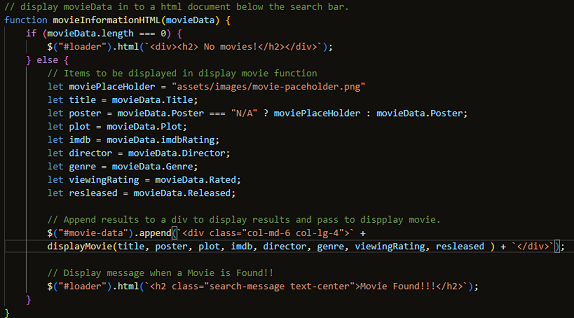 // display movieData in to a html document below the search bar.
function movieInformationHTML(movieData) {
if (movieData.length === 0) {
$("#loader").html(`<div><h2> No movies!</h2></div>`);
} else {
// Items to be displayed in display movie function
let moviePlaceHolder = "assets/images/movie-paceholder.png"
let title = movieData.Title;
let poster = movieData.Poster === "N/A" ? moviePlaceHolder : movieData.Poster;
let plot = movieData.Plot;
let imdb = movieData.imdbRating;
let director = movieData.Director;
let genre = movieData.Genre;
let viewingRating = movieData.Rated;
let resleased = movieData.Released;
// Append results to a div to display results and pass to dispplay movie.
$("#movie-data").append(`<div class="col-md-6 col-lg-4">` +
displayMovie(title, poster, plot, imdb, director, genre, viewingRating, resleased ) + `</div>`);
// Display message when a Movie is Found!!
$("#loader").html(`<h2 class="search-message text-center">Movie Found!!!</h2>`);
}
}